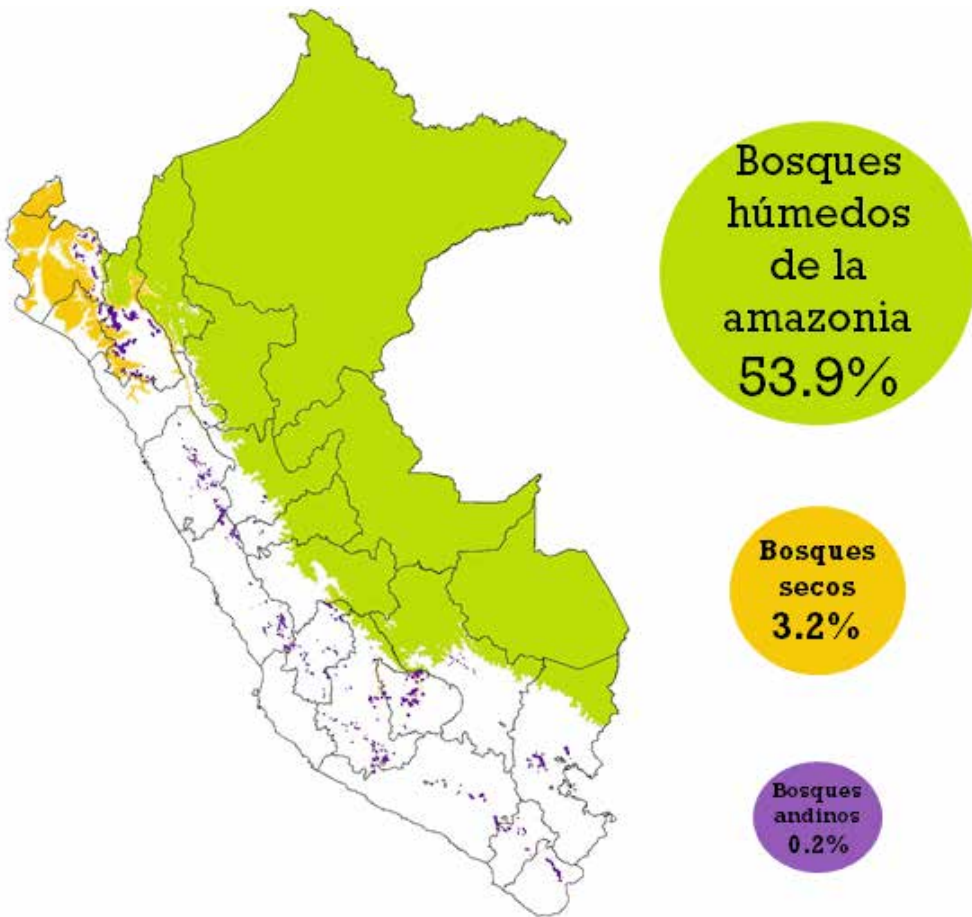 Bosques
húmedos
de la
amazonia
53.9%
Bosques
secos
3.2%
Bosques
andinos
0.2%